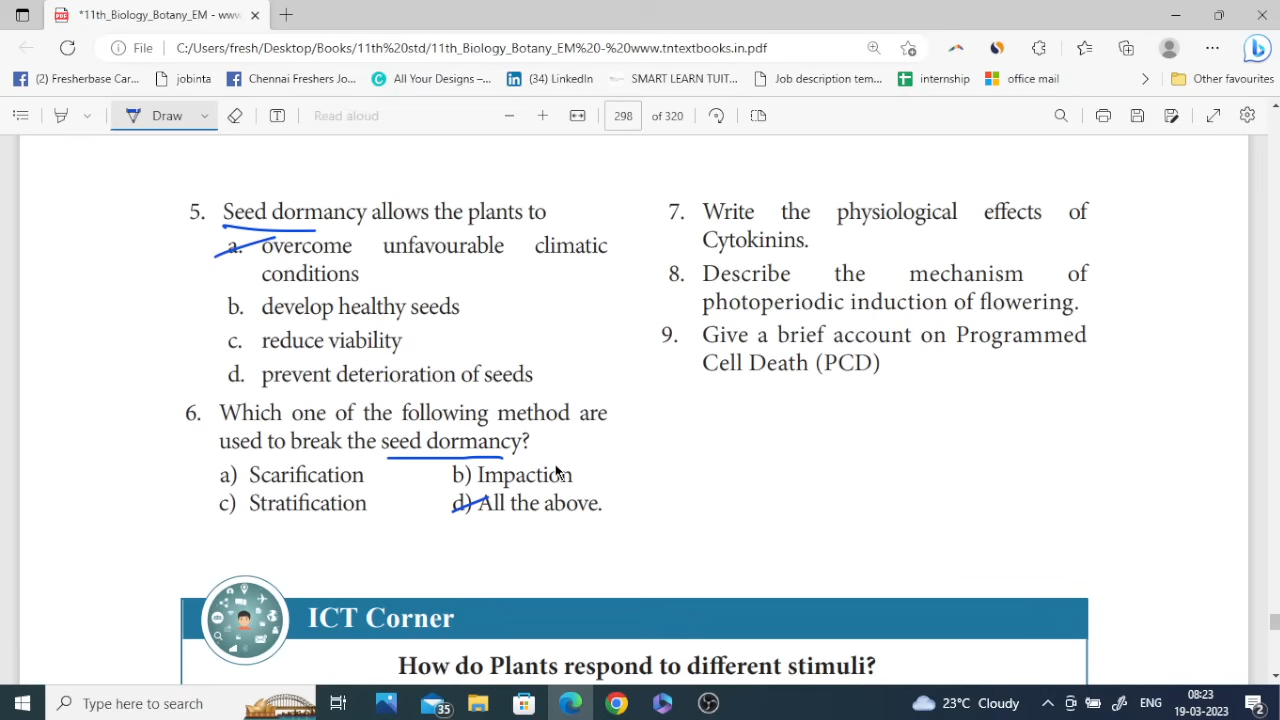 *11th_Biology_Botany_EM - www
File C:/Users/fresh/Desktop/Books/11th%20std/11th_Biology_Botany_EM%20-%20www.tntextbooks.in.pdf
(2) Fresherbase Car... jobinta Chennai Freshers Jo... All Your Designs –... (34) LinkedIn SMART LEARN TUIT... Job description tem... internship office mail Other favourites
Draw Read aloud 298 of 320
5. Seed dormancy allows the plants to
a. overcome unfavourable climatic
conditions
b. develop healthy seeds
c. reduce viability
d. prevent deterioration of seeds
6. Which one of the following method are
used to break the seed dormancy?
a) Scarification b) Impaction
c) Stratification d) All the above.
7. Write the physiological effects of
Cytokinins.
8. Describe the mechanism of
photoperiodic induction of flowering.
9. Give a brief account on Programmed
Cell Death (PCD)
ICT Corner
How do Plants respond to different stimuli?
Type here to search 35 23°C Cloudy ENG 08:23
19-03-2023 2